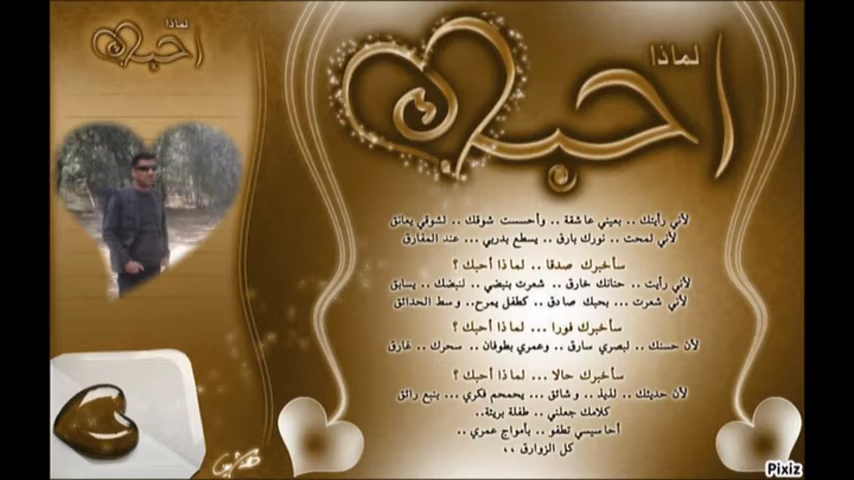 لماذا
احبك
لماذا
احبك
لأني رأيتك .. بعيني عاشقة .. وأحسست شوقك .. لشوقي يعانق
لأني لمحت .. نورك بارق .. يسطع بدربي ... عند المفارق
سأخبرك صدقا .. لماذا أحبك ؟
لأني رأيت .. حنانك خارق .. شعرت بنبضي .. لنبضك .. يسابق
لأني شعرت ... بحبك صادق .. كطفل يمرح.. وسط الحدائق
سأخبرك فورا ... لماذا أحبك ؟
لأن حسنك .. لبصري سارق .. وعمري بطوفان .. سحرك .. غارق
سأخبرك حالا ... لماذا أحبك ؟
لأن حديثك .. لذيذ .. وشائق ... يحمحم فكري ... ينبع رائق
كلامك جعلني .. طفلة بريئة..
أحاسيسي تطفو .. بأمواج عمري ..
كل الزوارق ،،
Pixiz